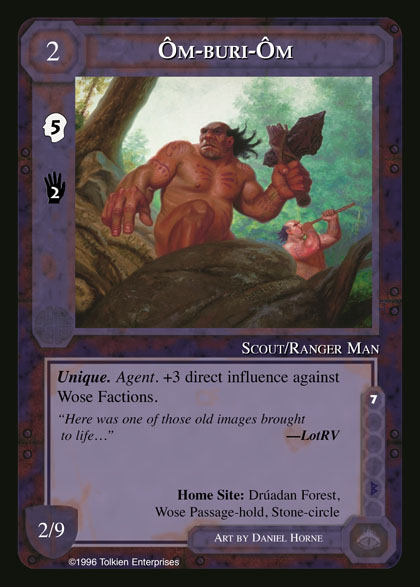 2
Ôm-buri-Ôm
5
2
Scout/Ranger Man
Unique. Agent. +3 direct influence against
Wose Factions.
7
“Here was one of those old images brought
to life…”
—LotRV
Home Site: Drúadan Forest,
Wose Passage-hold, Stone-circle
2/9
Art by Daniel Horne
©1996 Tolkien Enterprises